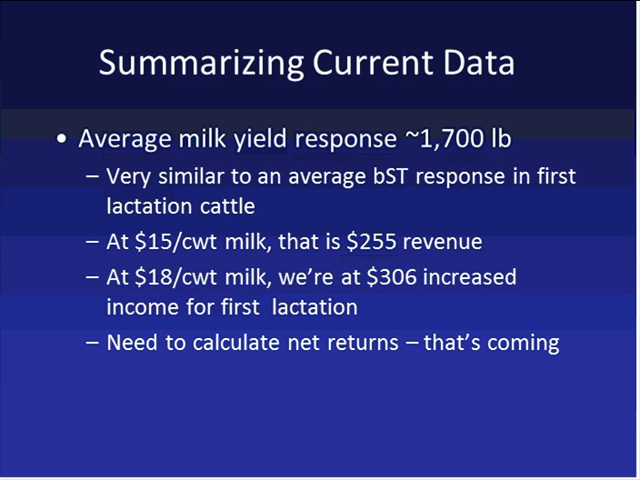 Summarizing Current Data
• Average milk yield response ~1,700 lb
– Very similar to an average bST response in first
lactation cattle
– At $15/cwt milk, that is $255 revenue
– At $18/cwt milk, we're at $306 increased
income for first  lactation
– Need to calculate net returns – that's coming